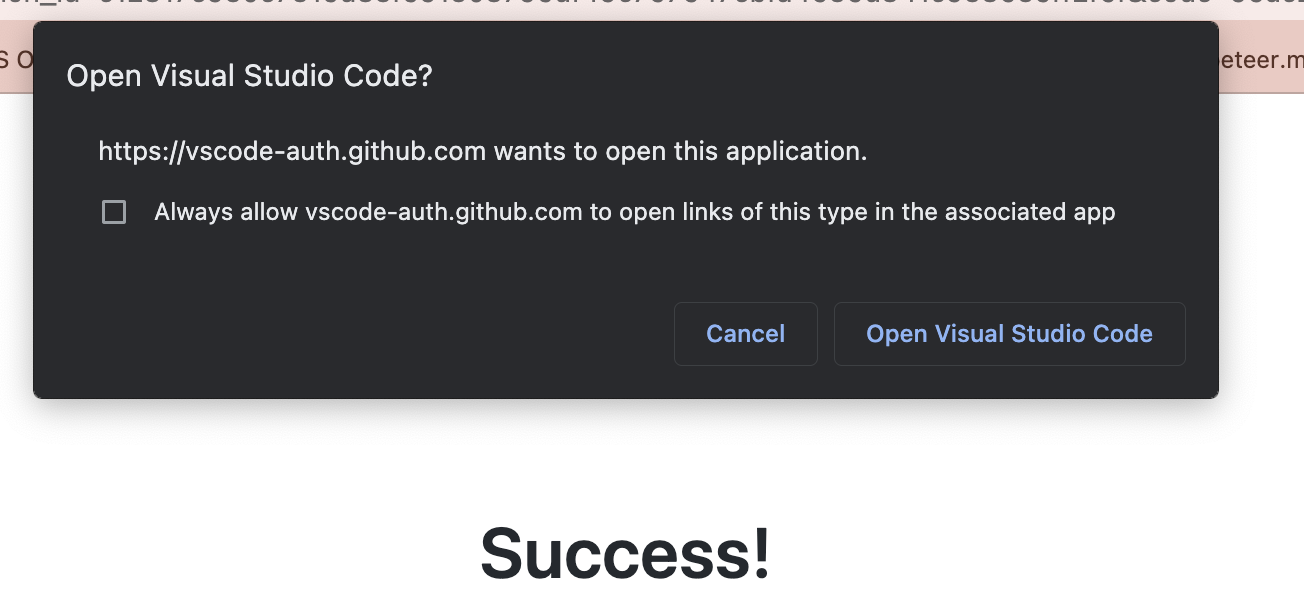 S O
eteer.m
Open Visual Studio Code?
https://vscode-auth.github.com wants to open this application.
Always allow vscode-auth.github.com to open links of this type in the associated app
Cancel
Open Visual Studio Code
Success!